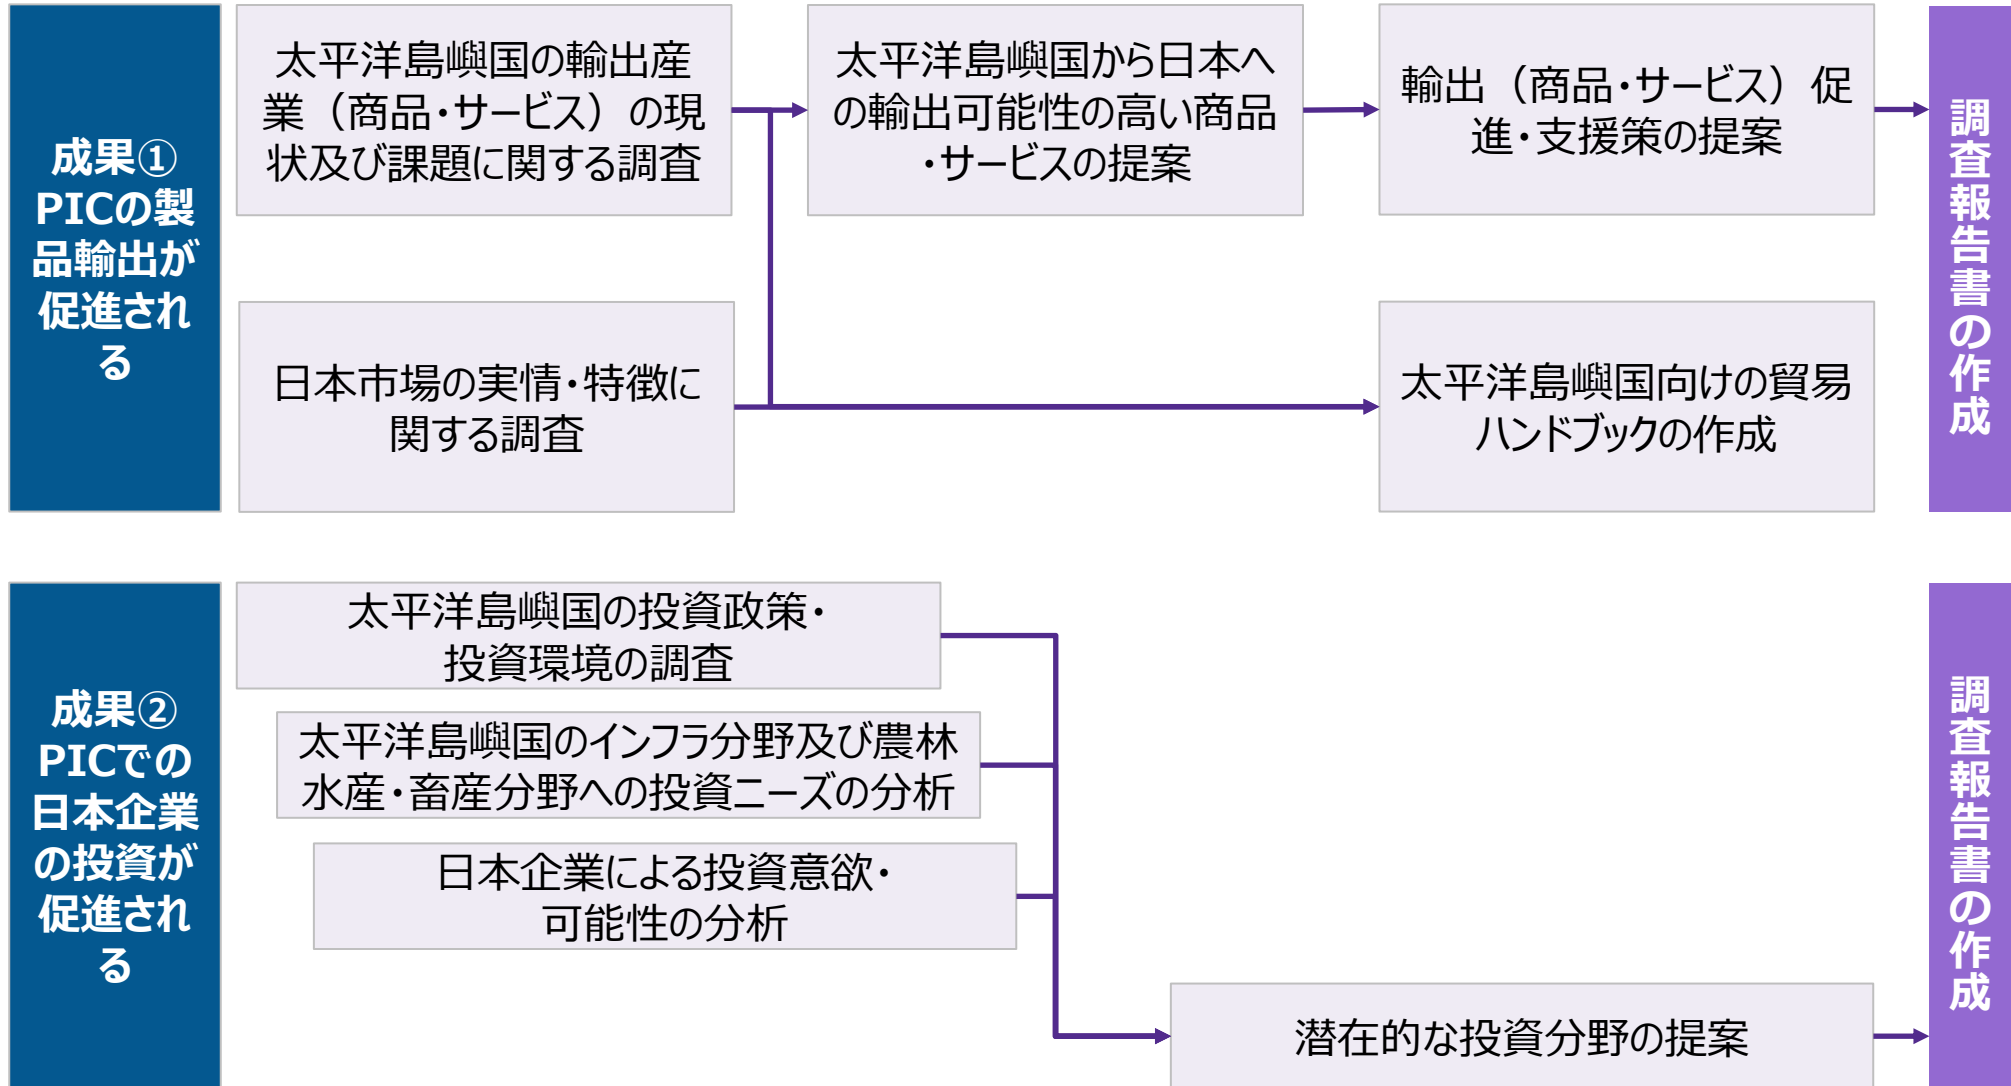 成果①
PICの製
品輸出が
促進され
る
太平洋島嶼国の輸出産
業（商品・サービス）の現
状及び課題に関する調査
太平洋島嶼国から日本へ
の輸出可能性の高い商品
・サービスの提案
輸出（商品・サービス）促
進・支援策の提案
日本市場の実情・特徴に
関する調査
太平洋島嶼国向けの貿易
ハンドブックの作成
調査報告書の作成
成果②
PICでの
日本企業
の投資が
促進され
る
太平洋島嶼国の投資政策・
投資環境の調査
太平洋島嶼国のインフラ分野及び農林
水産・畜産分野への投資ニーズの分析
日本企業による投資意欲・
可能性の分析
潜在的な投資分野の提案
調査報告書の作成